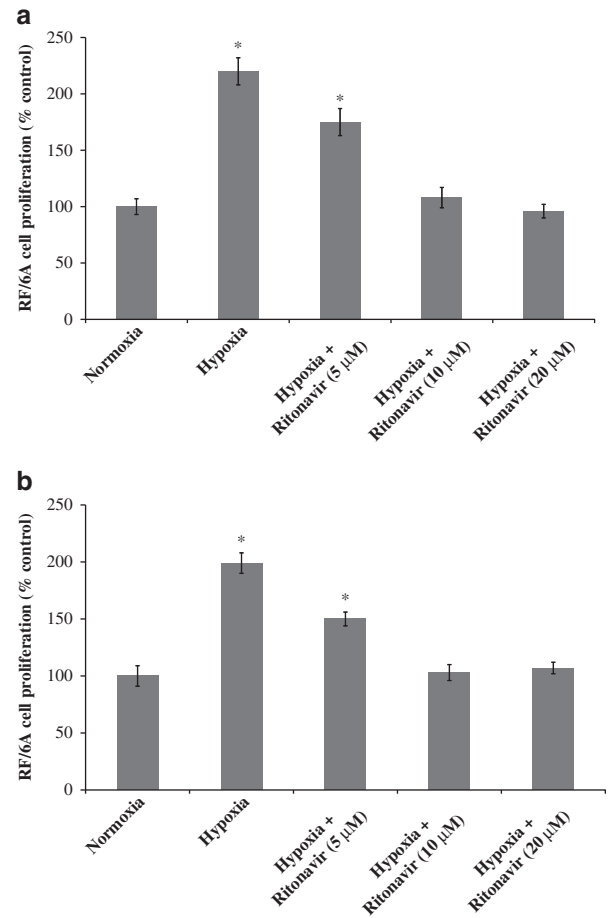 a
RF/6A cell proliferation (% control)
250
200
150
100
50
0
*
*
Normoxia
Hypoxia
Hypoxia +
Ritonavir (5 µM)
Hypoxia +
Ritonavir (10 µM)
Hypoxia +
Ritonavir (20 µM)
b
RF/6A cell proliferation (% control)
250
200
150
100
50
0
*
*
Normoxia
Hypoxia
Hypoxia +
Ritonavir (5 µM)
Hypoxia +
Ritonavir (10 µM)
Hypoxia +
Ritonavir (20 µM)